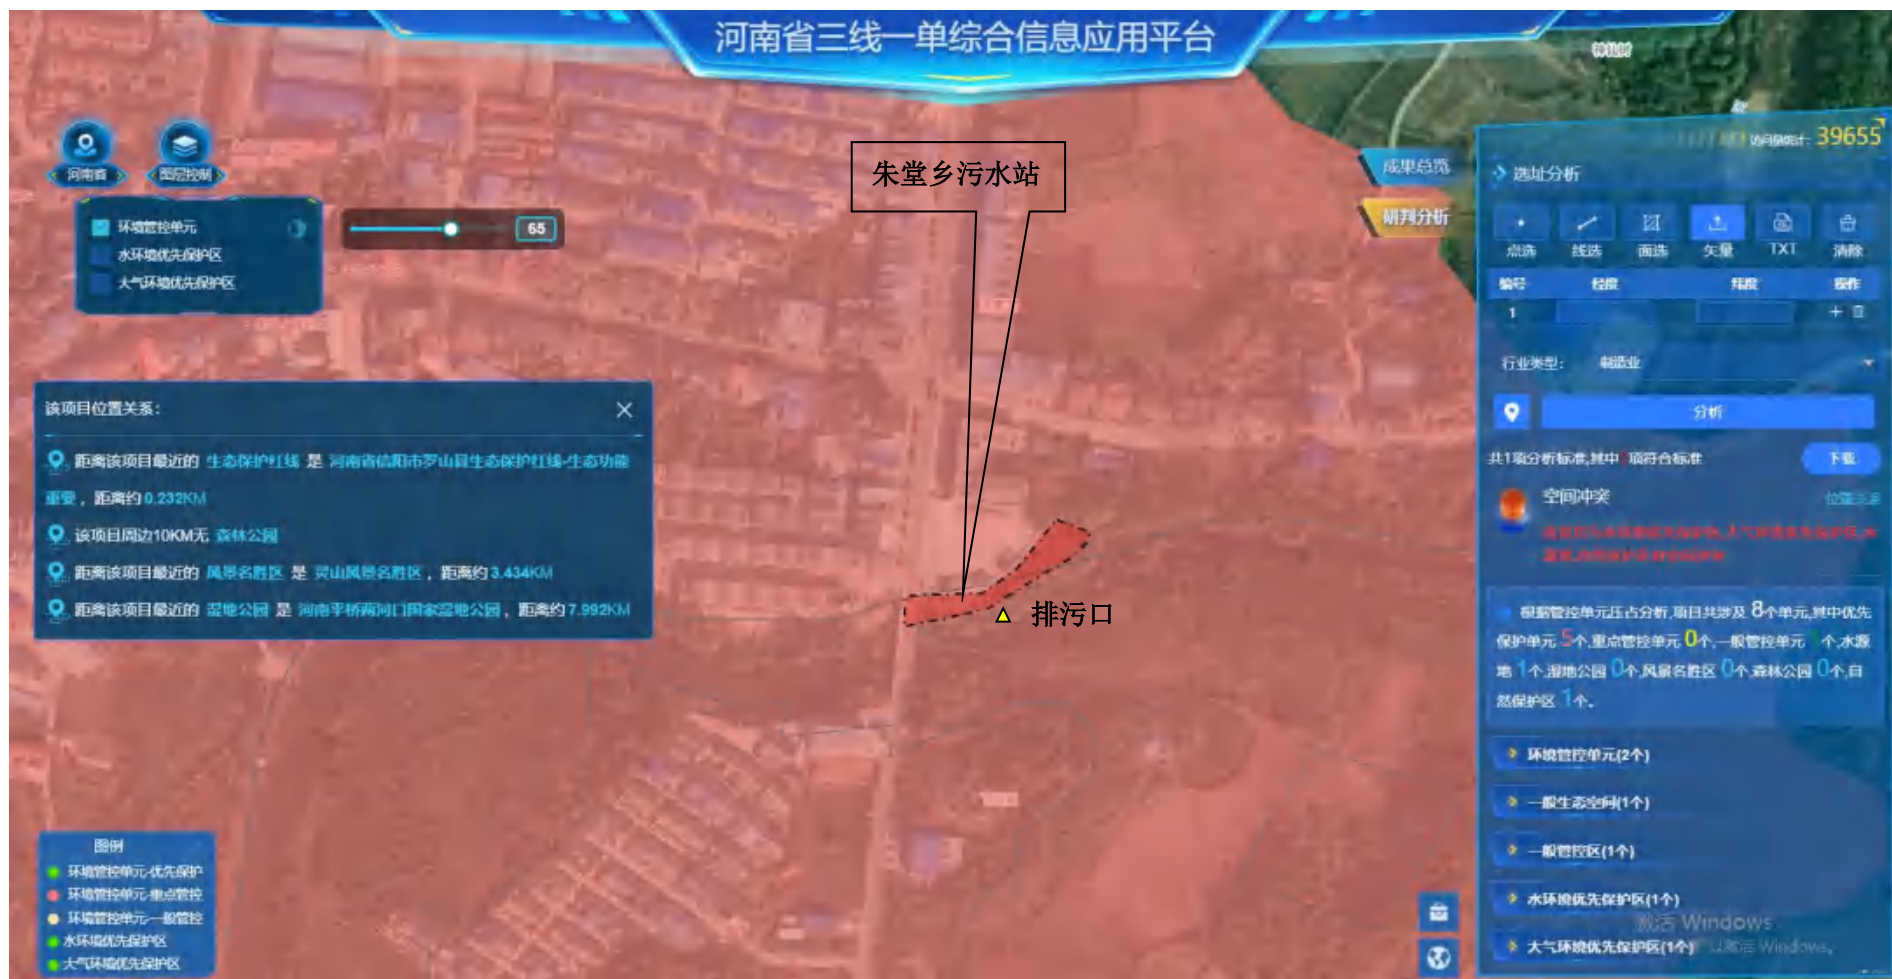 河南省三线一单综合信息应用平台
神仙树
河南省
图层控制
环境管控单元
65
水环境优先保护区
大气环境优先保护区
朱堂乡污水站
成果总览
研判分析
39655
选址分析
点选 线选 面选 矢量 TXT 清除
编号 经度 纬度 操作
1
行业类型: 制造业
分析
共1项分析标准,其中 项符合标准
下载
空间冲突
根据管控单元压占分析,项目共涉及 8个单元,其中优先
保护单元 5个,重点管控单元 0个,一般管控单元 个,水源
地 1个,湿地公园 0个,风景名胜区 0个,森林公园 0个,自
然保护区 1个。
环境管控单元(2个)
一般生态空间(1个)
一般管控区(1个)
水环境优先保护区(1个)
激活 Windows
大气环境优先保护区(1个)
该项目位置关系:
距离该项目最近的 生态保护红线 是 河南省信阳市罗山县生态保护红线-生态功能
重要, 距离约0.232KM
该项目周边10KM无 森林公园
距离该项目最近的 风景名胜区 是 灵山风景名胜区, 距离约3.434KM
距离该项目最近的 湿地公园 是 河南平桥两河口国家湿地公园, 距离约7.992KM
排污口
图例
环境管控单元-优先保护
环境管控单元-重点管控
环境管控单元-一般管控
水环境优先保护区
大气环境优先保护区